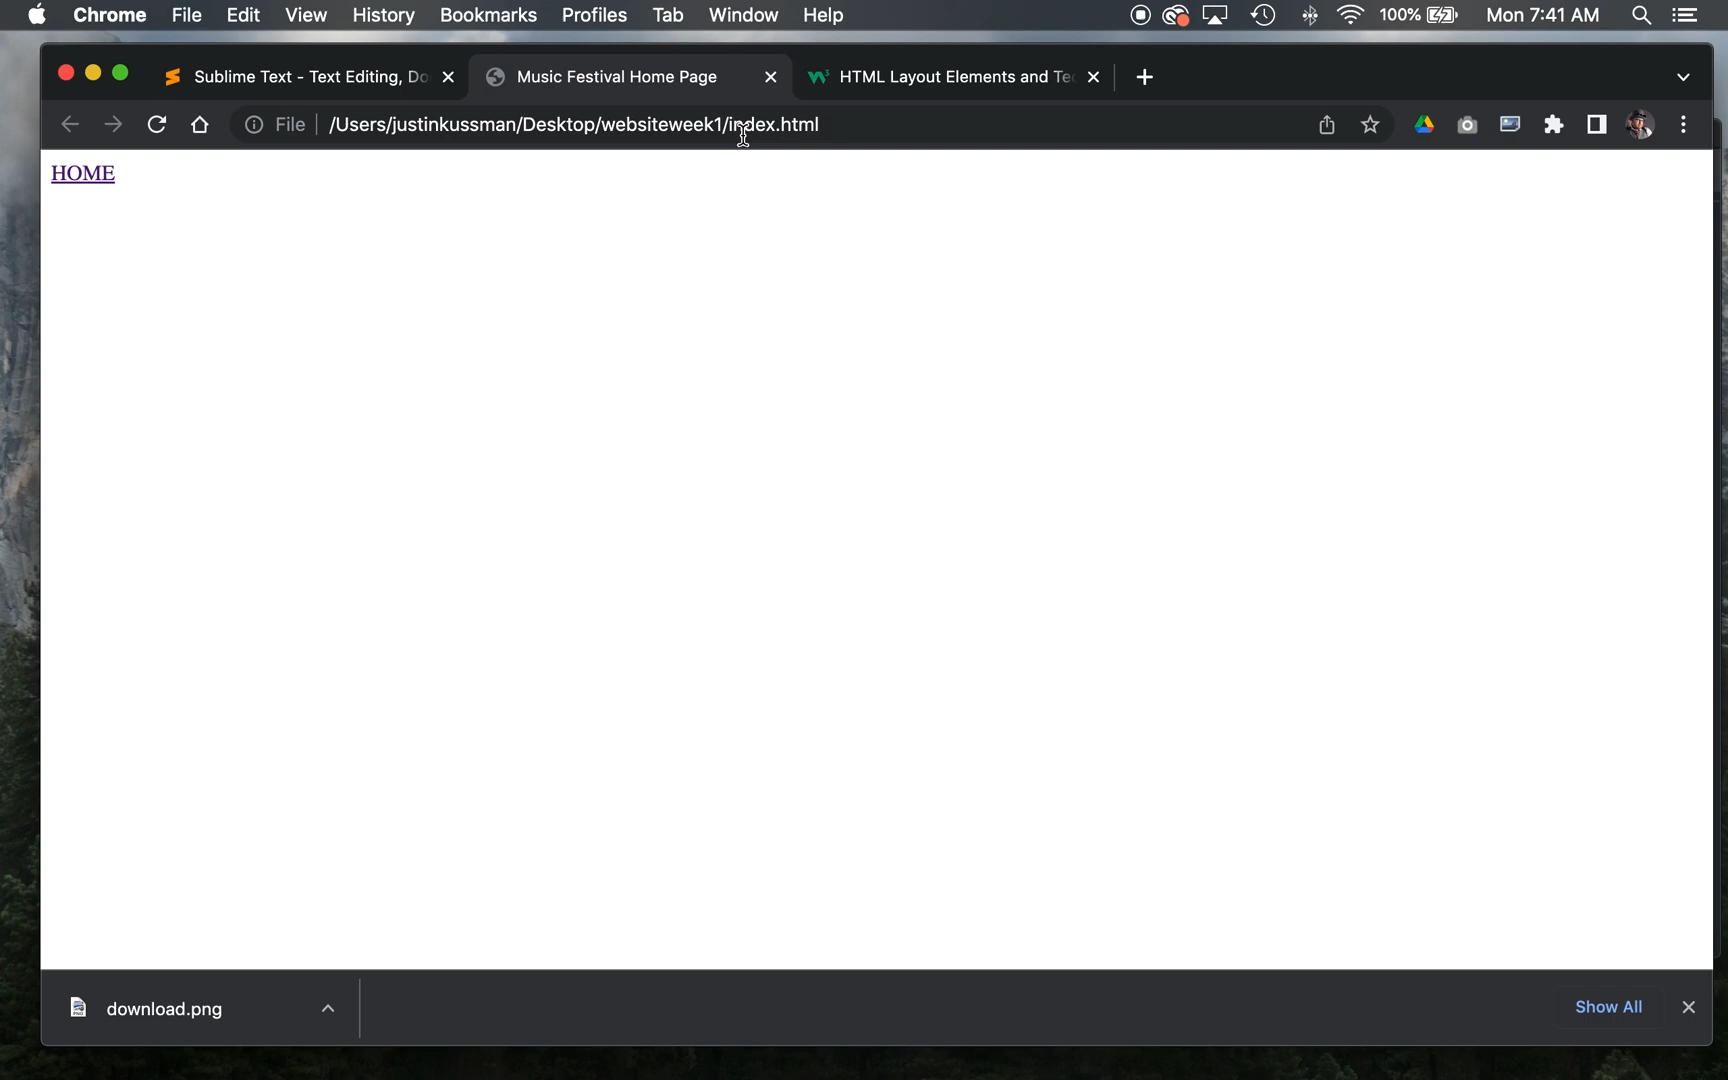 Chrome File Edit View History Bookmarks Profiles Tab Window Help 100% Mon 7:41 AM
Sublime Text - Text Editing, Do Music Festival Home Page HTML Layout Elements and Tec
File /Users/justinkussman/Desktop/websiteweek1/index.html
HOME
download.png Show All